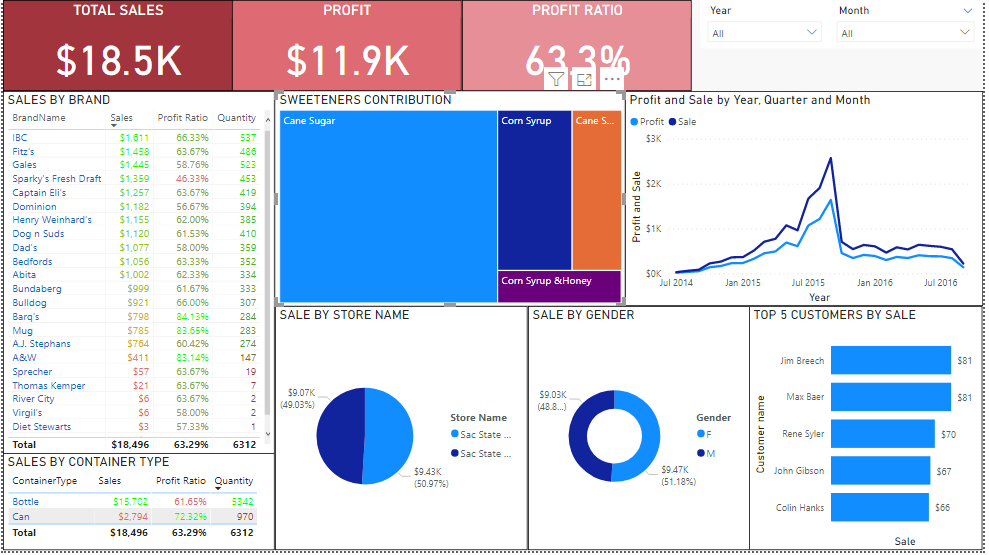 TOTAL SALES
$18.5K
PROFIT
$11.9K
PROFIT RATIO
63.3%
Year
All
Month
All
SALES BY BRAND
BrandName Sales Profit Ratio Quantity
IBC $1,611 66.33% 537
Fitz's $1,458 63.67% 486
Gales $1,445 58.76% 523
Sparky's Fresh Draft $1,359 46.33% 453
Captain Eli's $1,257 63.67% 419
Dominion $1,182 56.67% 394
Henry Weinhard's $1,155 62.00% 385
Dog n Suds $1,120 61.53% 410
Dad's $1,077 58.00% 359
Bedfords $1,056 63.33% 352
Abita $1,002 62.33% 334
Bundaberg $999 61.67% 333
Bulldog $921 66.00% 307
Barq's $798 84.13% 284
Mug $785 83.65% 283
A.J. Stephans $764 60.42% 274
A&W $411 83.14% 147
Sprecher $57 63.67% 19
Thomas Kemper $21 63.67% 7
River City $6 63.67% 2
Virgil's $6 58.00% 2
Diet Stewarts $3 57.33% 1
Total $18,496 63.29% 6312
SALES BY CONTAINER TYPE
ContainerType Sales Profit Ratio Quantity
Bottle $15,702 61.65% 5342
Can $2,794 72.32% 970
Total $18,496 63.29% 6312
SWEETENERS CONTRIBUTION
Cane Sugar
Corn Syrup
Cane S...
Corn Syrup &Honey
Profit and Sale by Year, Quarter and Month
Profit Sale
Profit and Sale
$3K
$2K
$1K
$0K
Jul 2014 Jan 2015 Jul 2015 Jan 2016 Jul 2016
Year
SALE BY STORE NAME
$9.07K
(49.03%)
$9.43K
(50.97%)
Store Name
Sac State ...
Sac State ...
SALE BY GENDER
$9.03K
(48.8...)
$9.47K
(51.18%)
Gender
F
M
TOP 5 CUSTOMERS BY SALE
Customer name
Jim Breech $81
Max Baer $81
Rene Syler $70
John Gibson $67
Colin Hanks $66
Sale